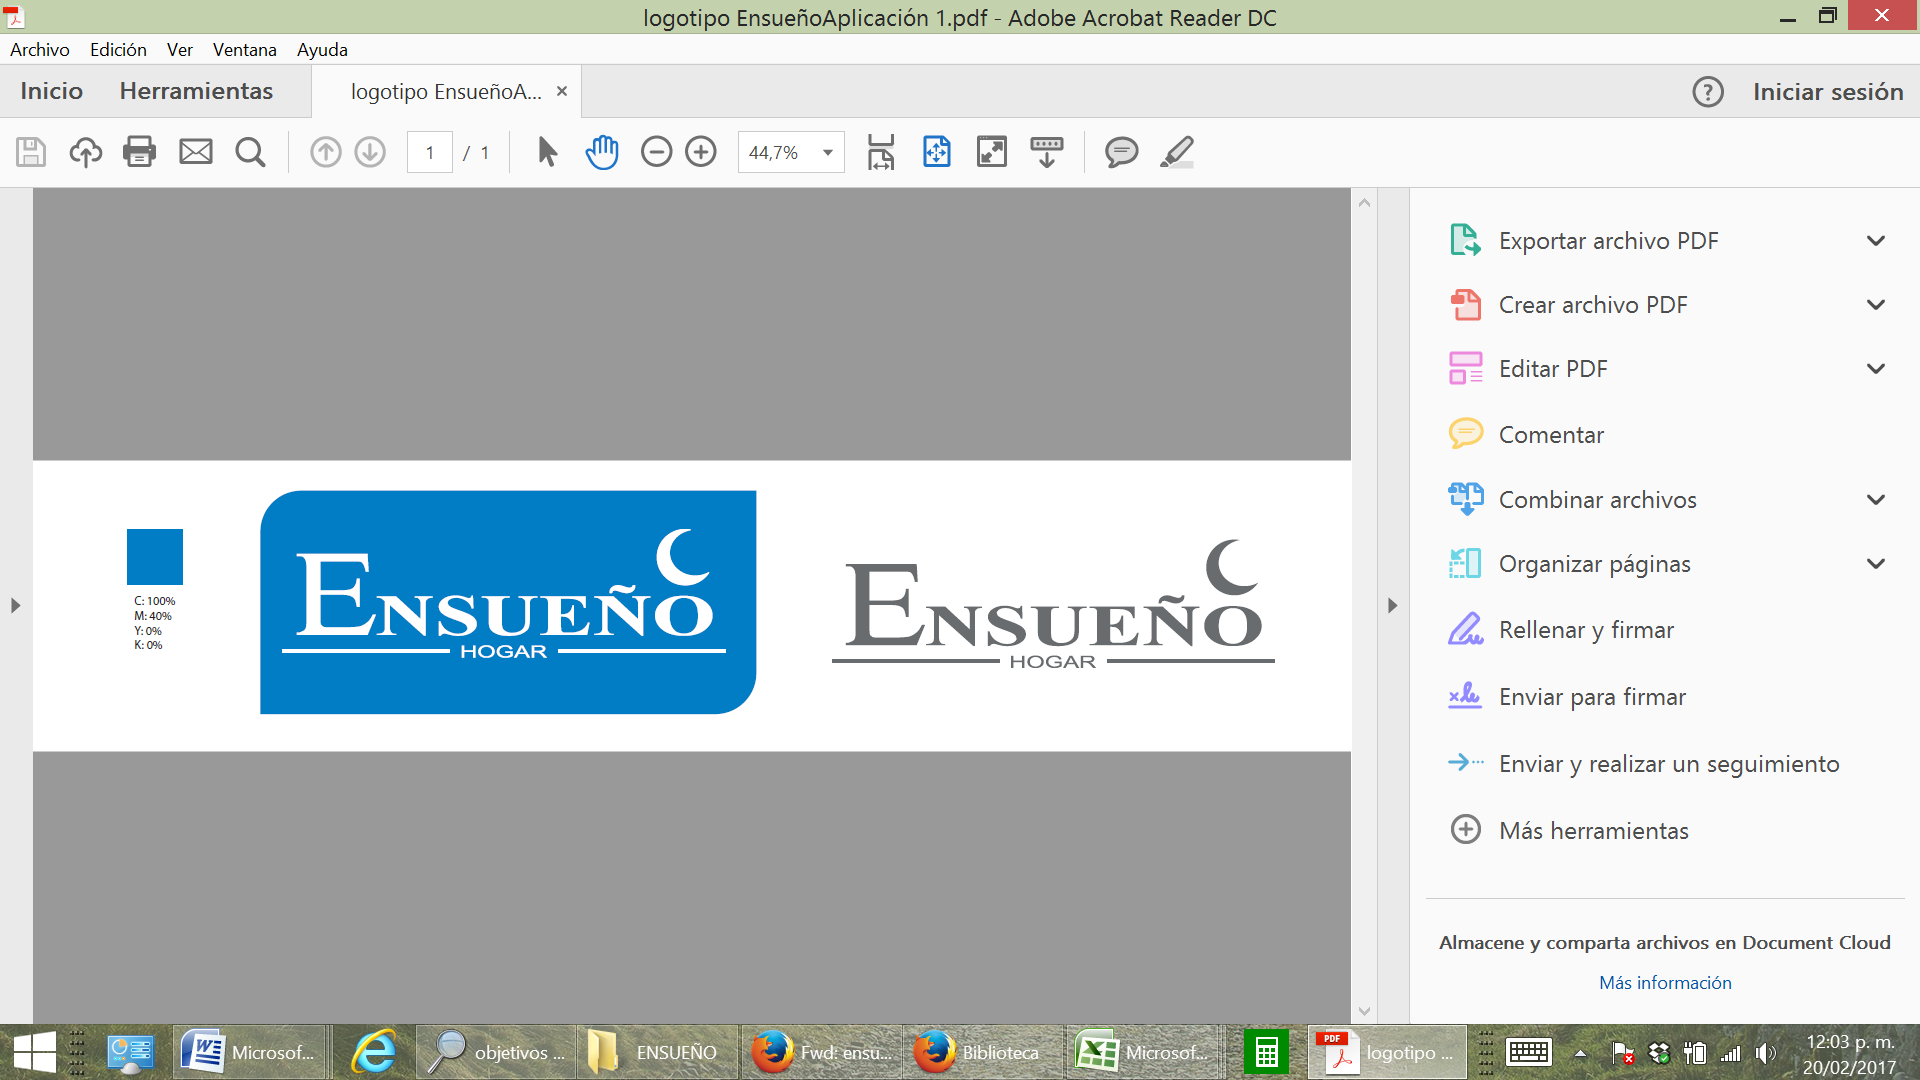 logotipo EnsueñoAplicación 1.pdf - Adobe Acrobat Reader DC
Archivo Edición Ver Ventana Ayuda
Inicio Herramientas logotipo EnsueñoA... × ? Iniciar sesión
1 / 1 44,7%
Exportar archivo PDF
Crear archivo PDF
Editar PDF
Comentar
Combinar archivos
Organizar páginas
Rellenar y firmar
Enviar para firmar
Enviar y realizar un seguimiento
Más herramientas
Almacene y comparta archivos en Document Cloud
Más información
C: 100%
M: 40%
Y: 0%
K: 0%
ENSUEÑO
HOGAR
ENSUEÑO
HOGAR
Microsof... objetivos ... ENSUEÑO Fwd: ensu... Biblioteca Microsof... PDF logotipo ... 12:03 p. m.
20/02/2017